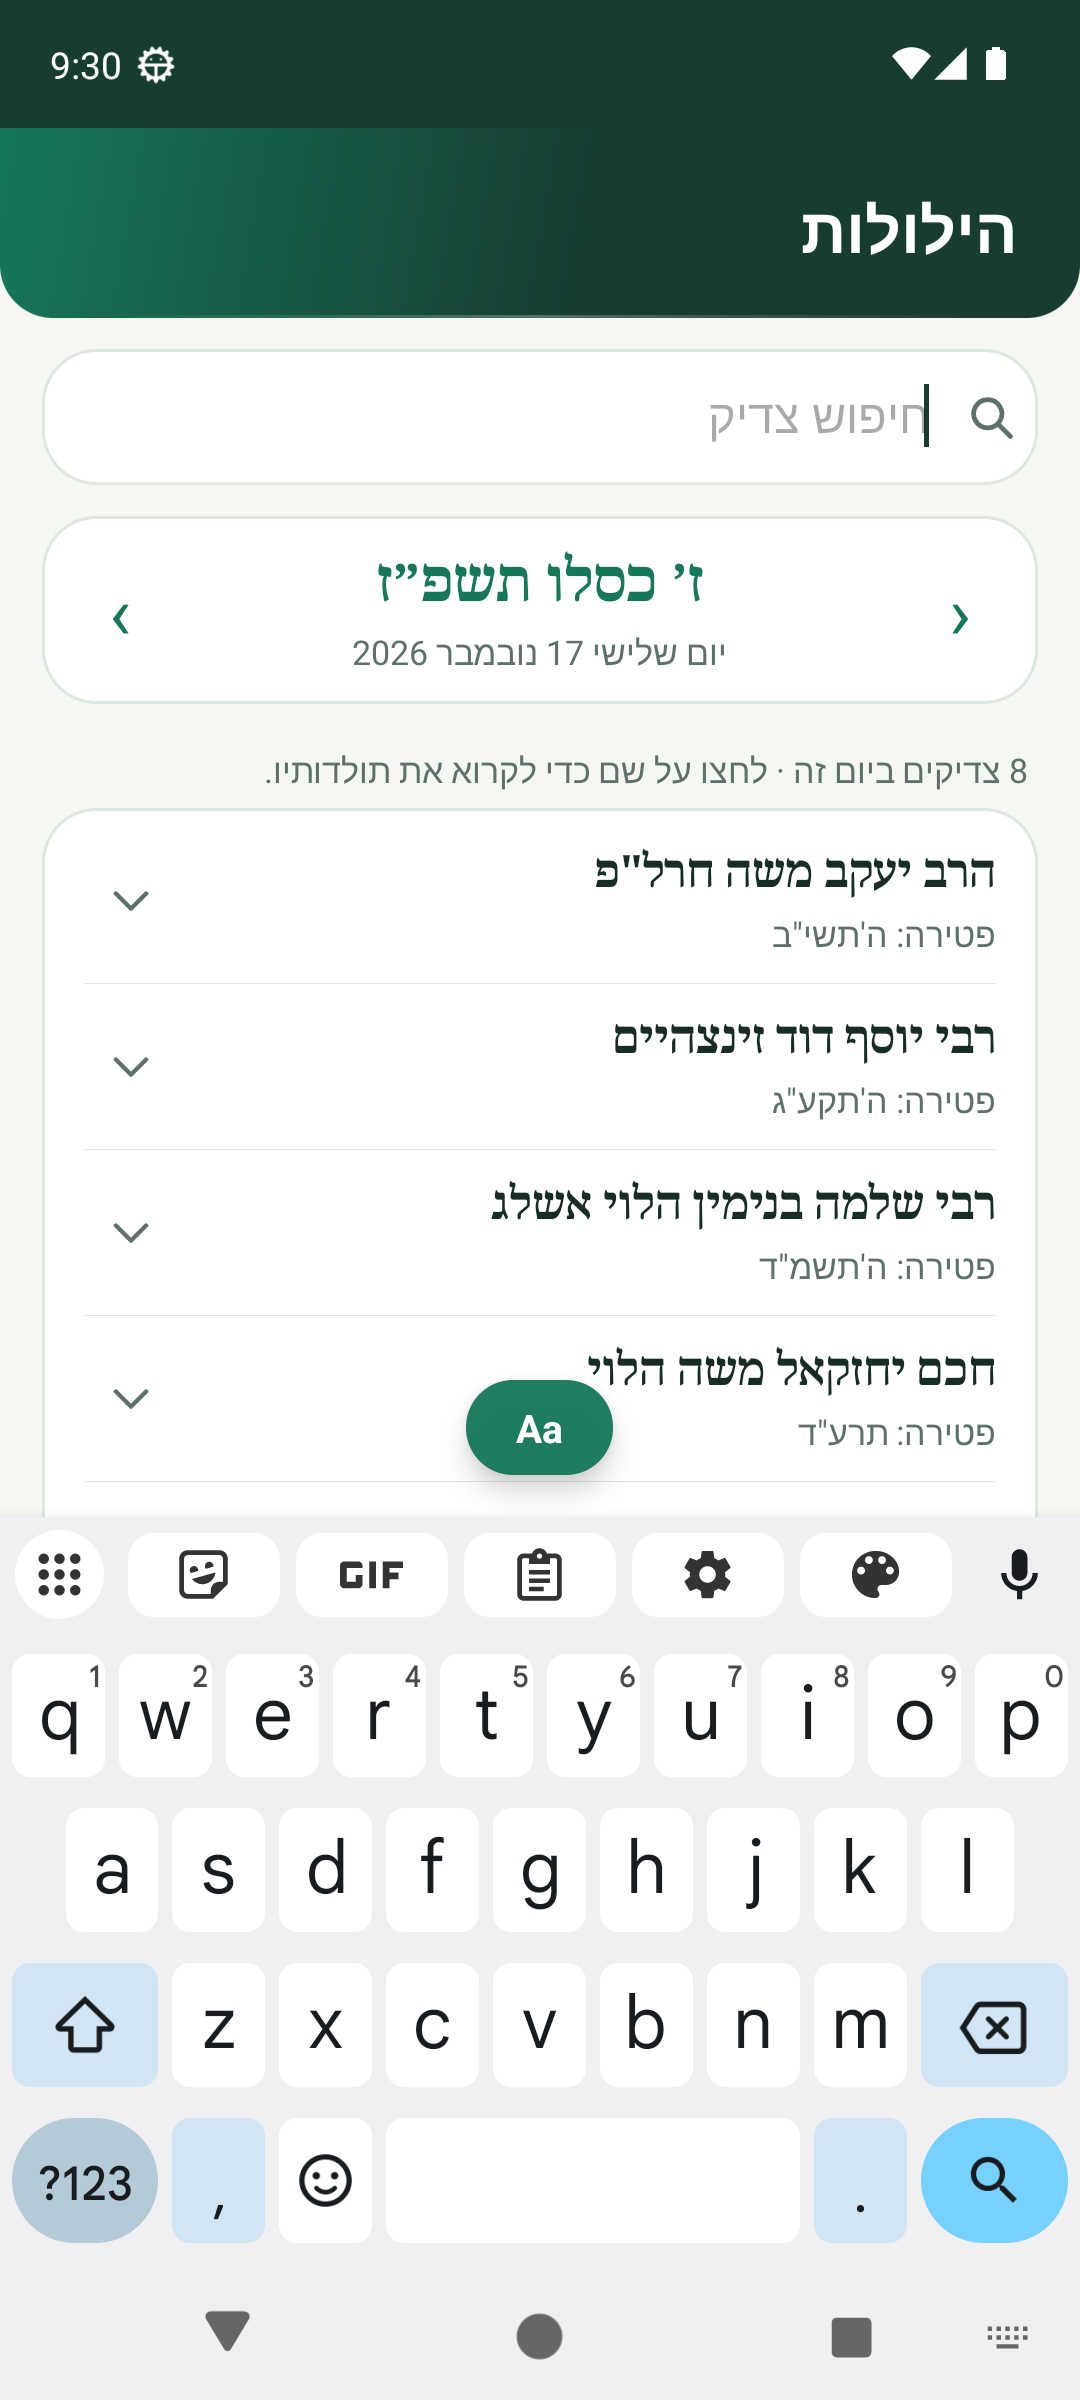 9:30
הילולות
חיפוש צדיק
ז׳ כסלו תשפ״ז
יום שלישי 17 נובמבר 2026
8 צדיקים ביום זה · לחצו על שם כדי לקרוא את תולדותיו.
הרב יעקב משה חרל"פ
פטירה: ה'תשי"ב
רבי יוסף דוד זינצהיים
פטירה: ה'תקע"ג
רבי שלמה בנימין הלוי אשלג
פטירה: ה'תשמ"ד
חכם יחזקאל משה הלוי
פטירה: תרע"ד
Aa
GIF
q 1 w 2 e 3 r 4 t 5 y 6 u 7 i 8 o 9 p 0
a s d f g h j k l
z x c v b n m
?123 , .